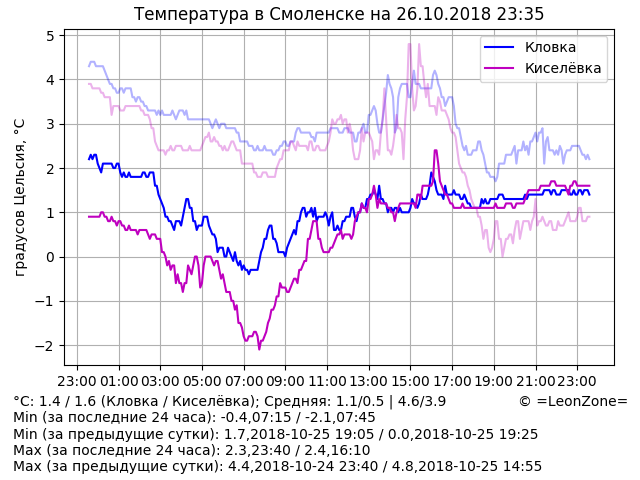 Температура в Смоленске на 26.10.2018 23:35
градусов Цельсия, °C
5
4
3
2
1
0
−1
−2
Кловка
Киселёвка
23:00 01:00 03:00 05:00 07:00 09:00 11:00 13:00 15:00 17:00 19:00 21:00 23:00
°C: 1.4 / 1.6 (Кловка / Киселёвка); Средняя: 1.1/0.5 | 4.6/3.9 © =LeonZone=
Min (за последние 24 часа): -0.4,07:15 / -2.1,07:45
Min (за предыдущие сутки): 1.7,2018-10-25 19:05 / 0.0,2018-10-25 19:25
Max (за последние 24 часа): 2.3,23:40 / 2.4,16:10
Max (за предыдущие сутки): 4.4,2018-10-24 23:40 / 4.8,2018-10-25 14:55